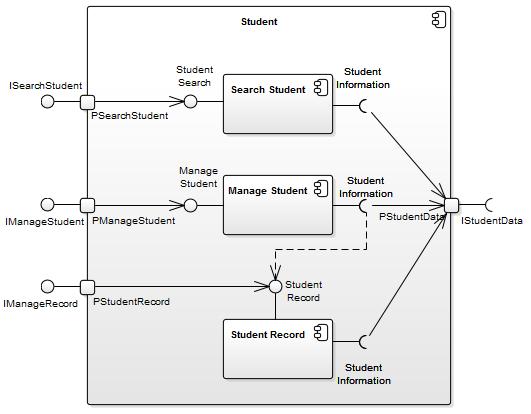 Student
ISearchStudent
PSearchStudent
Student
Search
Search Student
Student
Information
IManageStudent
PManageStudent
Manage
Student
Manage Student
Student
Information
PStudentData
IStudentData
IManageRecord
PStudentRecord
Student
Record
Student Record
Student
Information